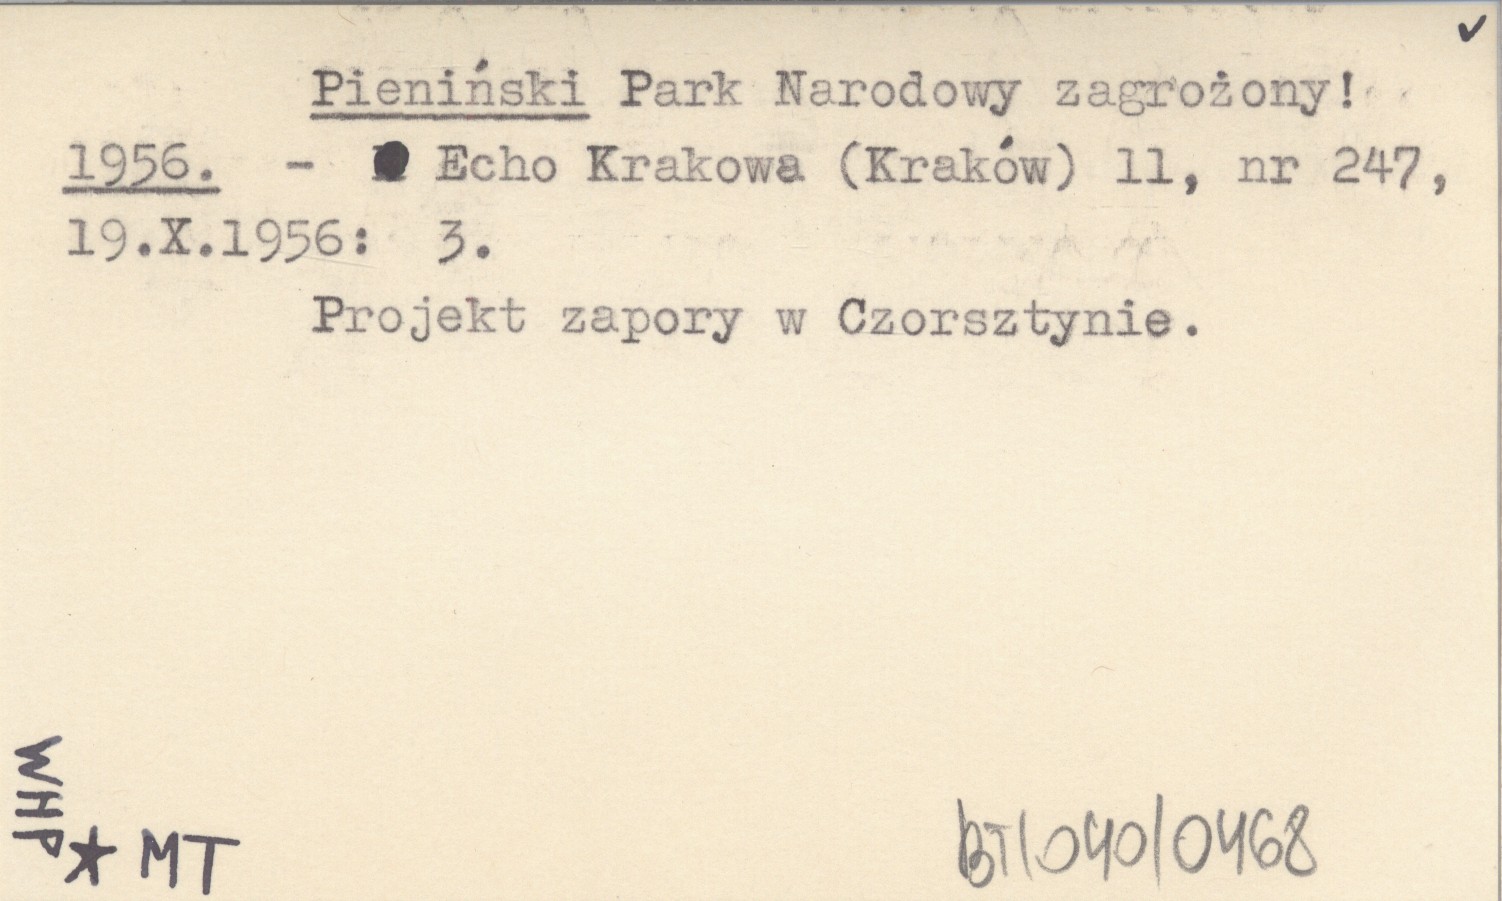 Pieniński Park Narodowy zagrożony!
1956. - Echo Krakowa (Kraków) 11, nr 247,
19.X.1956: 3.
Projekt zapory w Czorsztynie.
WHP
★ MT
BT/040/0468